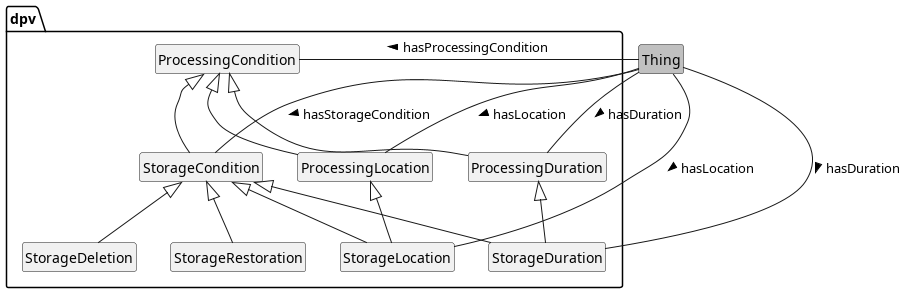 dpv
hasProcessingCondition
ProcessingCondition
Thing
hasStorageCondition
hasLocation
hasDuration
StorageCondition
ProcessingLocation
ProcessingDuration
hasLocation
hasDuration
StorageDeletion
StorageRestoration
StorageLocation
StorageDuration